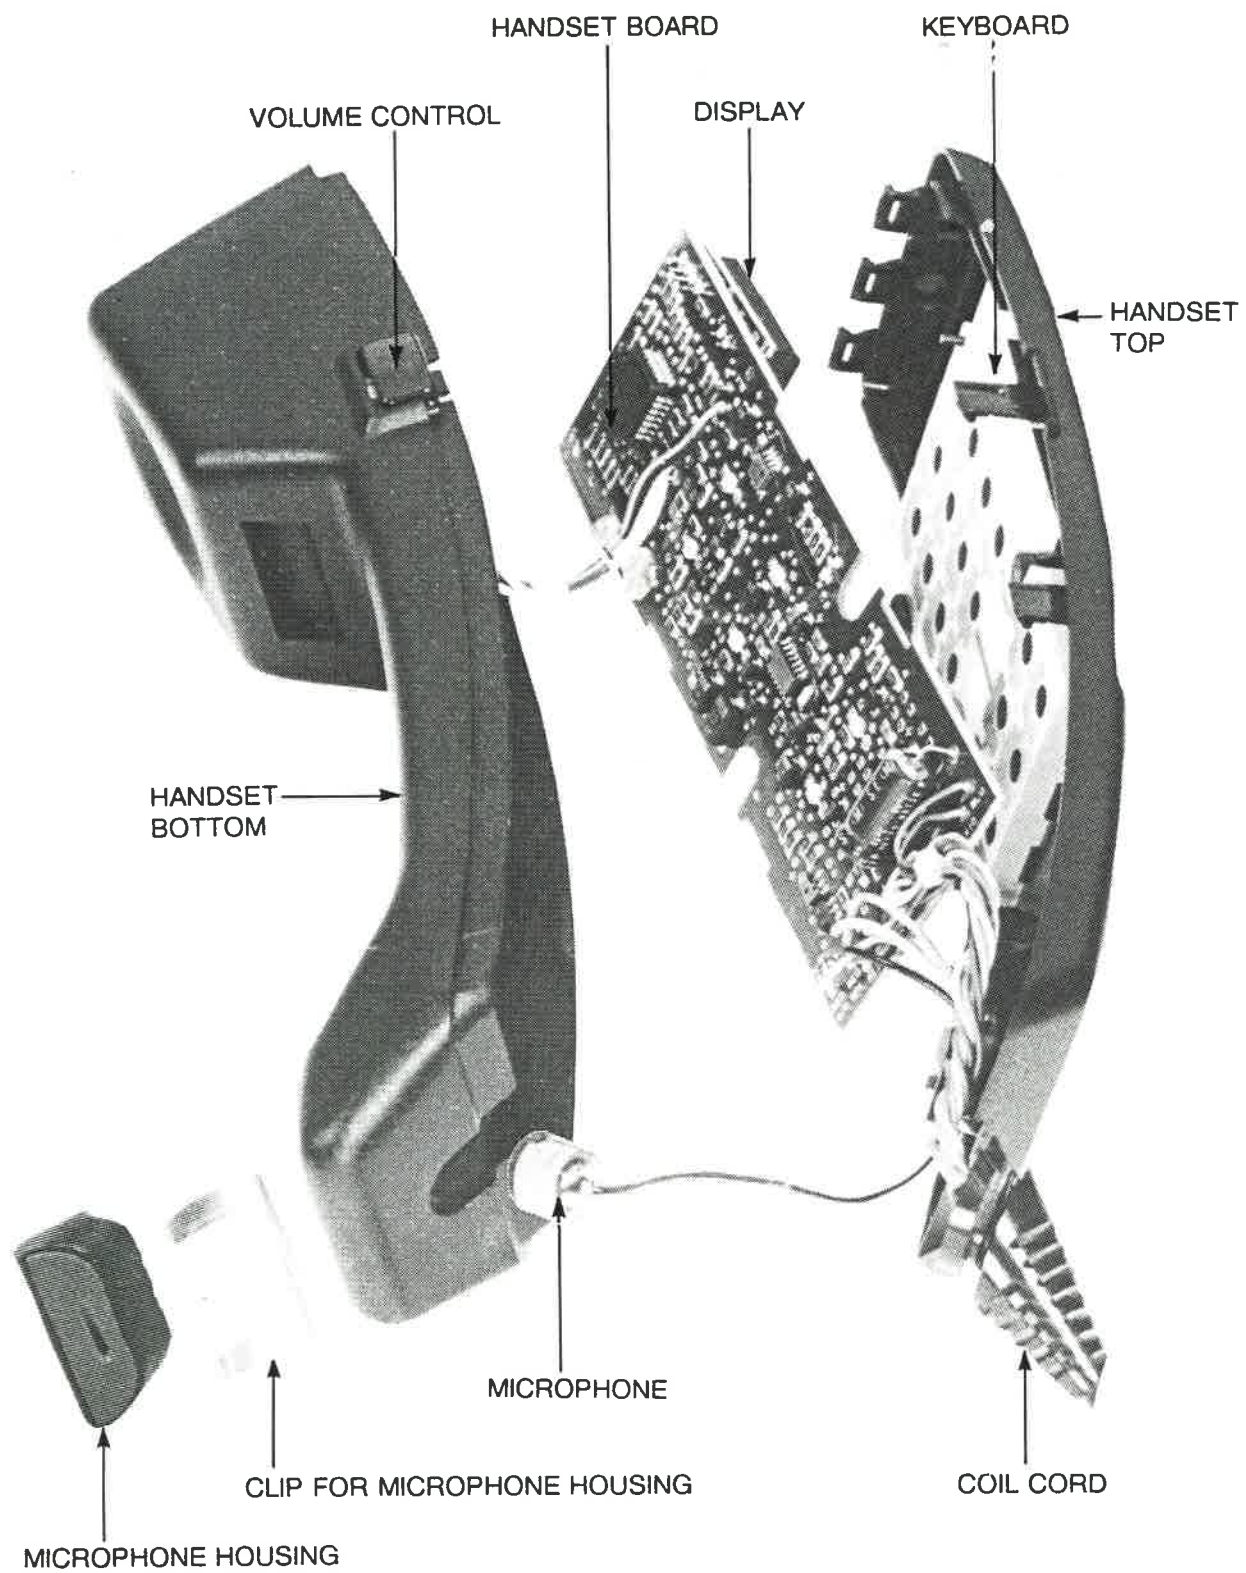 HANDSET BOARD
KEYBOARD
VOLUME CONTROL
DISPLAY
HANDSET
TOP
HANDSET
BOTTOM
MICROPHONE
CLIP FOR MICROPHONE HOUSING
COIL CORD
MICROPHONE HOUSING